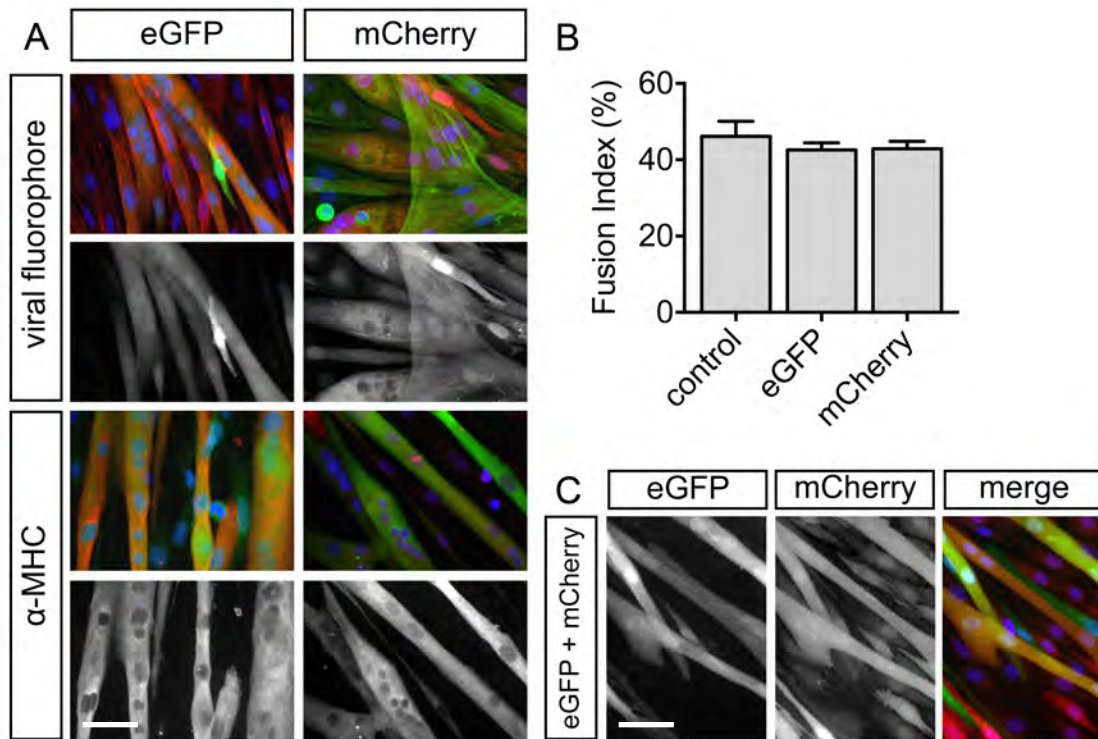 A
eGFP
mCherry
viral fluorophore
α-MHC
B
Fusion Index (%)
60
40
20
0
control
eGFP
mCherry
C
eGFP
mCherry
merge
eGFP + mCherry